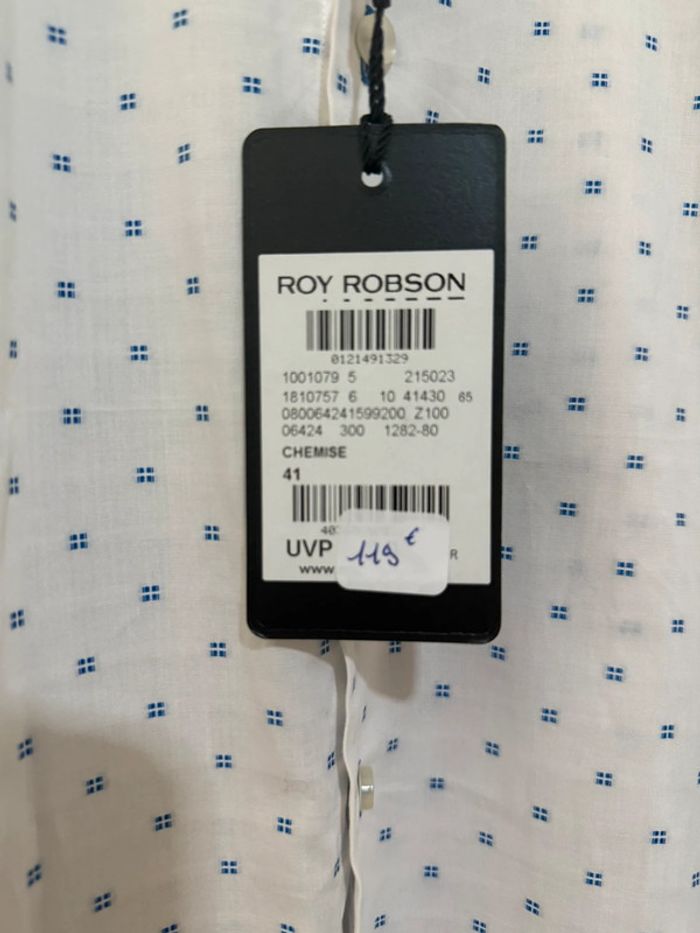 ROY ROBSON
0121491329
1001079 5 215023
1810757 6 10 41430 65
080064241599200 Z100
06424 300 1282-80
CHEMISE
41
UVP 119 € R
www